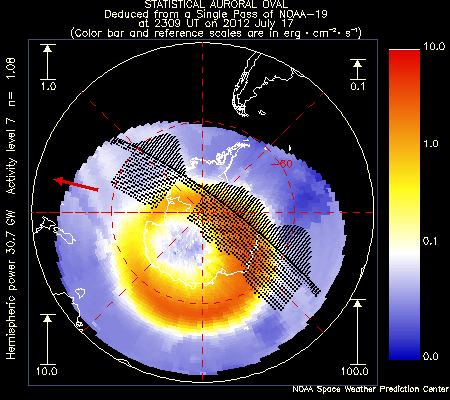 STATISTICAL AURORAL OVAL
Deduced from a Single Pass of NOAA-19
at 2309 UT on 2012 July 17
(Color bar and reference scales are in erg · cm⁻² · s⁻¹)
1.0
0.1
10.0
1.0
0.1
0.0
-60
Hemispheric power 30.7 GW Activity level 7 n= 1.08
10.0
100.0
NOAA Space Weather Prediction Center